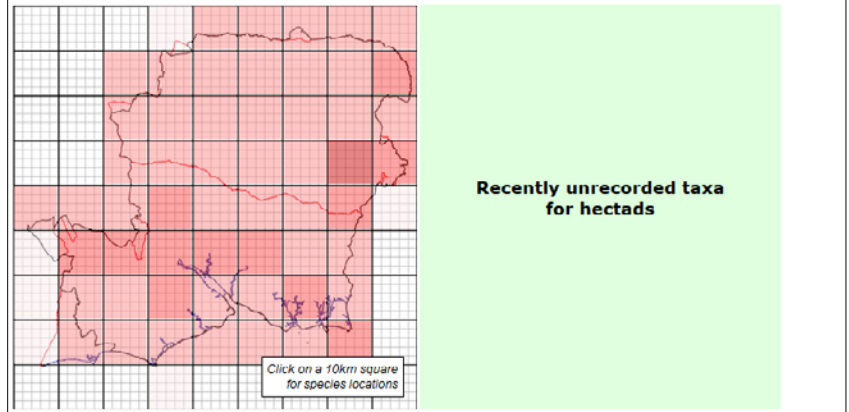 Recently unrecorded taxa
for hectads
Click on a 10km square
for species locations